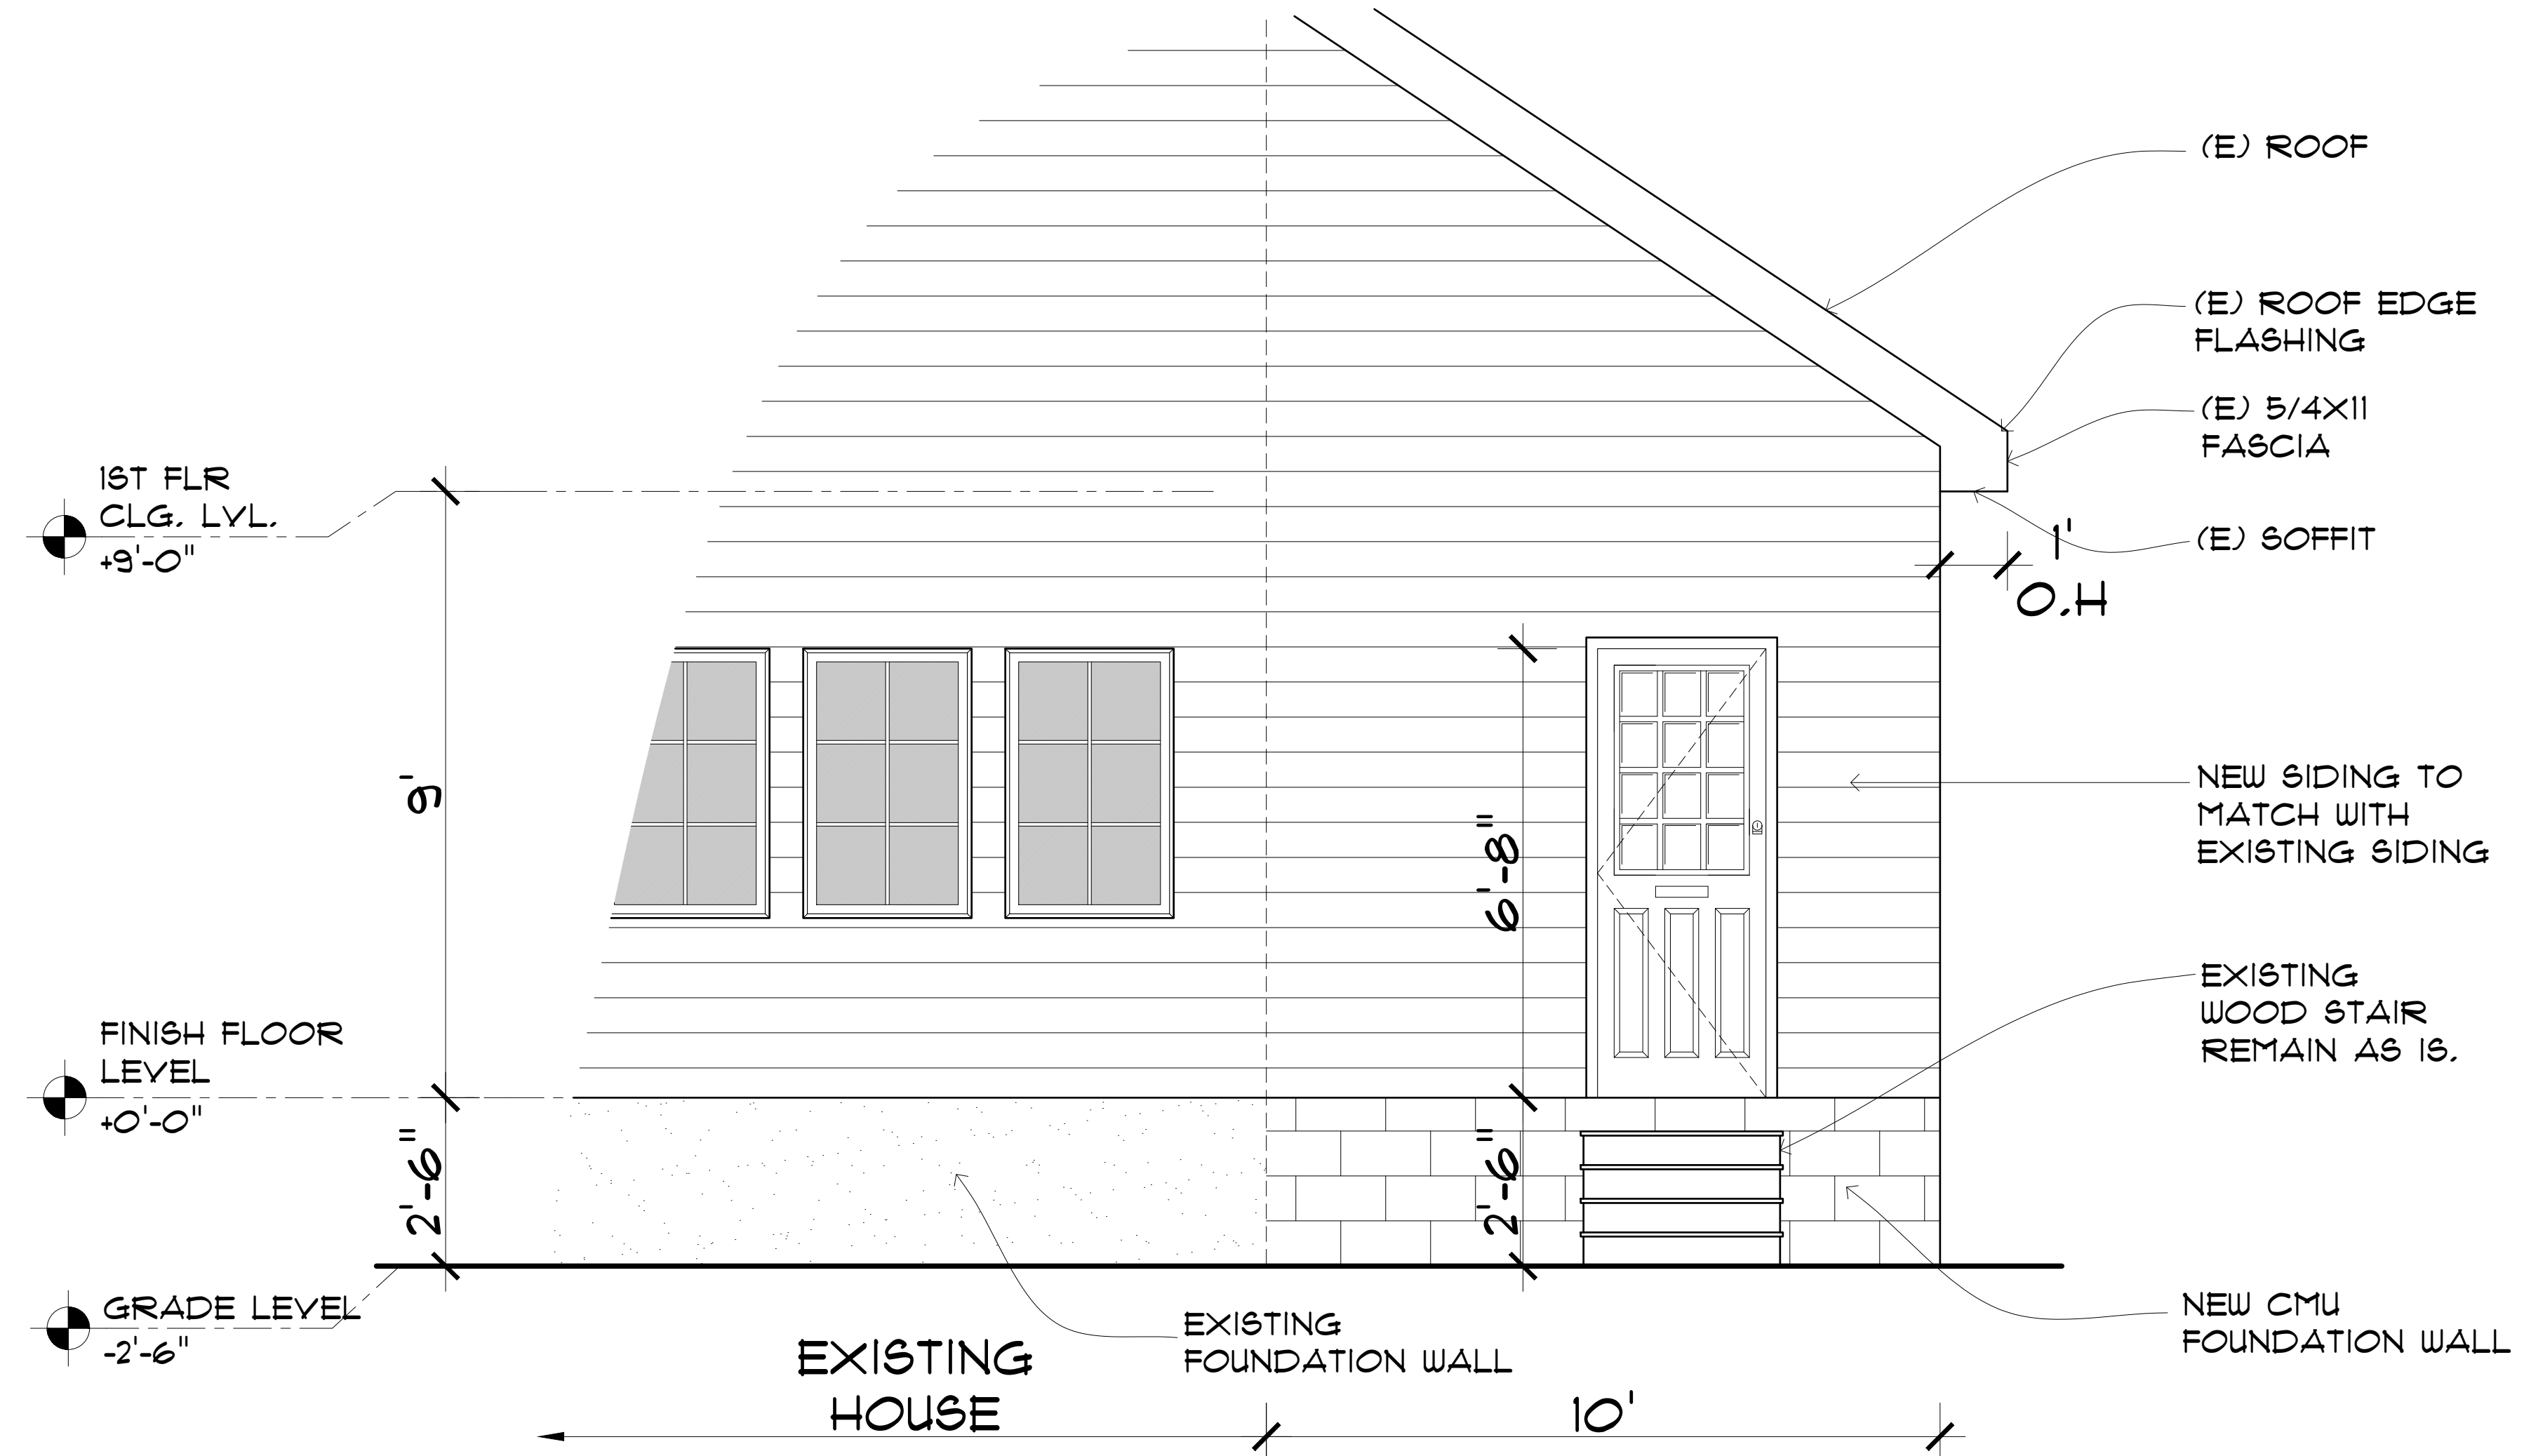 (E) ROOF
(E) ROOF EDGE
FLASHING
(E) 5/4X11
FASCIA
1ST FLR
CLG. LVL.
+9'-0"
(E) SOFFIT
1'
O.H
9'
6'-8"
NEW SIDING TO
MATCH WITH
EXISTING SIDING
EXISTING
WOOD STAIR
REMAIN AS IS.
FINISH FLOOR
LEVEL
+0'-0"
2'-6"
2'-6"
GRADE LEVEL
-2'-6"
EXISTING
FOUNDATION WALL
NEW CMU
FOUNDATION WALL
EXISTING
HOUSE
10'